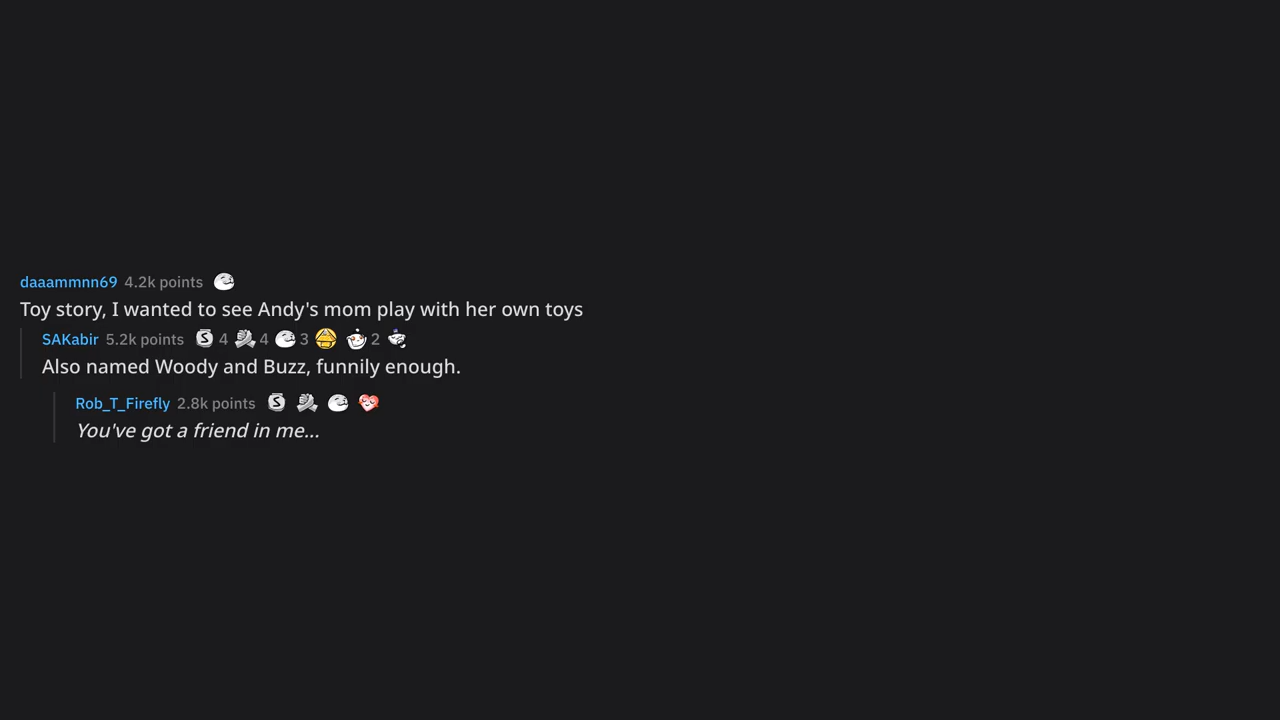 daaammnn69 4.2k points
Toy story, I wanted to see Andy's mom play with her own toys
SAKabir 5.2k points 4 4 3 2
Also named Woody and Buzz, funnily enough.
Rob_T_Firefly 2.8k points
You've got a friend in me...